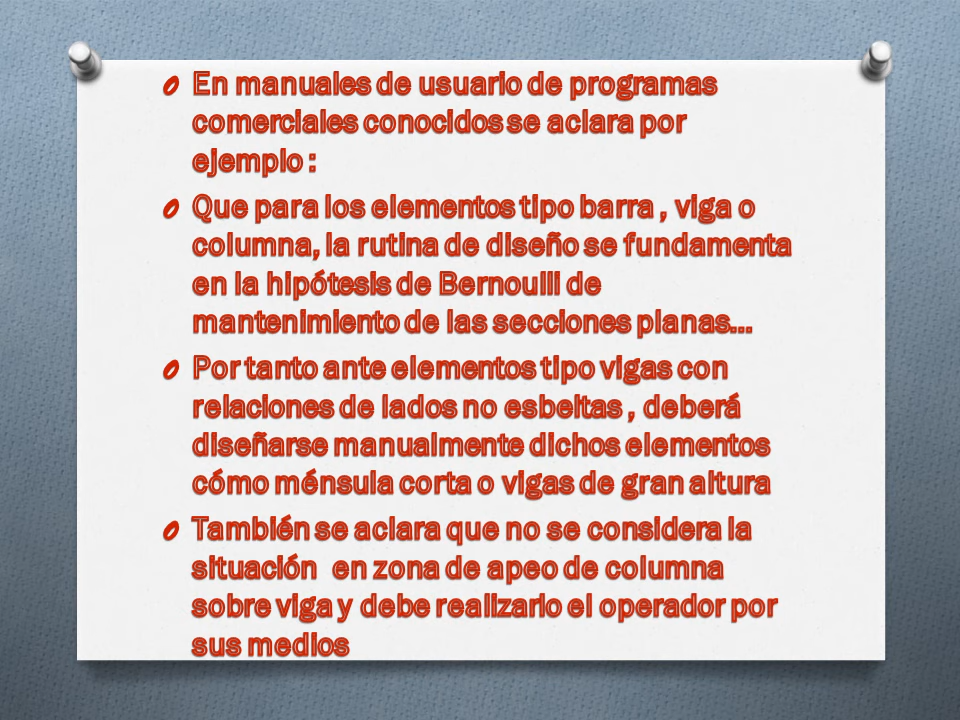 En manuales de usuario de programas
comerciales conocidos se aclara por
ejemplo :
Que para los elementos tipo barra , viga o
columna, la rutina de diseño se fundamenta
en la hipótesis de Bernoulli de
mantenimiento de las secciones planas...
Por tanto ante elementos tipo vigas con
relaciones de lados no esbeltas , deberá
diseñarse manualmente dichos elementos
cómo ménsula corta o vigas de gran altura
También se aclara que no se considera la
situación en zona de apeo de columna
sobre viga y debe realizarlo el operador por
sus medios